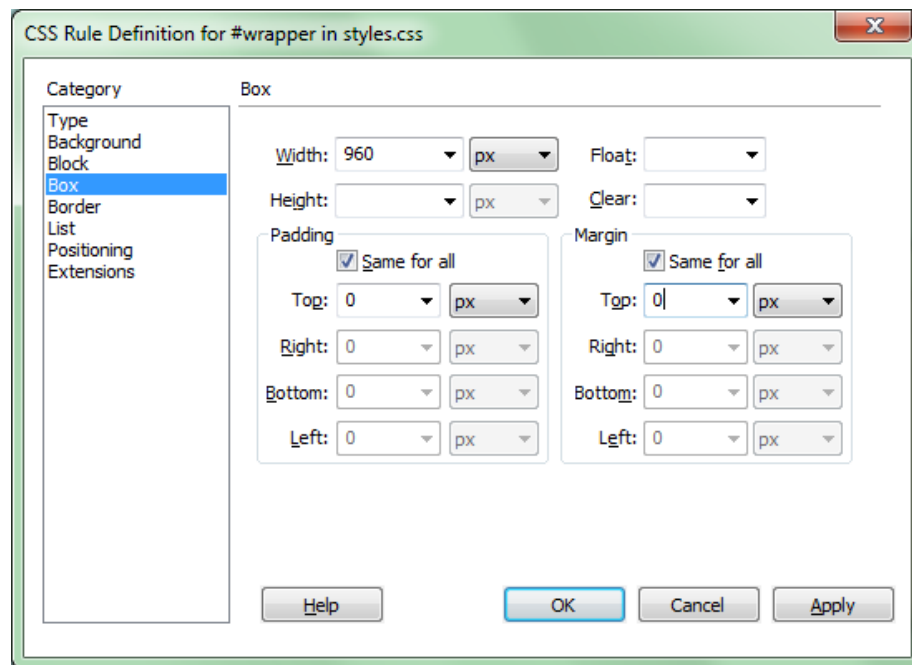 CSS Rule Definition for #wrapper in styles.css
Category
Type
Background
Block
Box
Border
List
Positioning
Extensions
Box
Width: 960 px Float:
Height: px Clear:
Padding
Same for all
Top: 0 px
Right: 0 px
Bottom: 0 px
Left: 0 px
Margin
Same for all
Top: 0 px
Right: 0 px
Bottom: 0 px
Left: 0 px
Help OK Cancel Apply